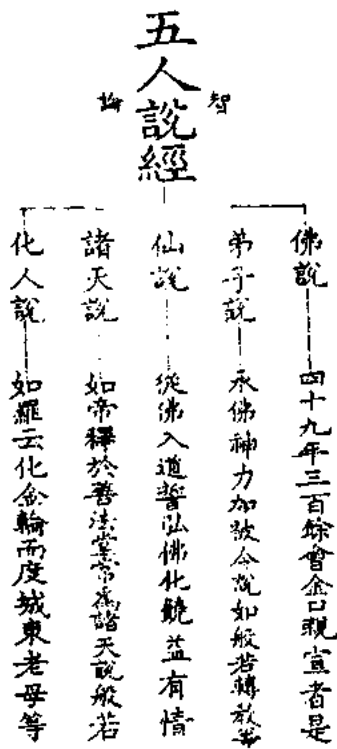 五人說經
智論
佛說
四十九年三百餘會金口親宣者是
弟子說
承佛神力加被令說如般若轉教等
仙說
從佛入道誓弘佛化饒益有情
諸天說
如帝釋於善法堂常為諸天說般若
化人說
如羅云化金輪而度城東老母等